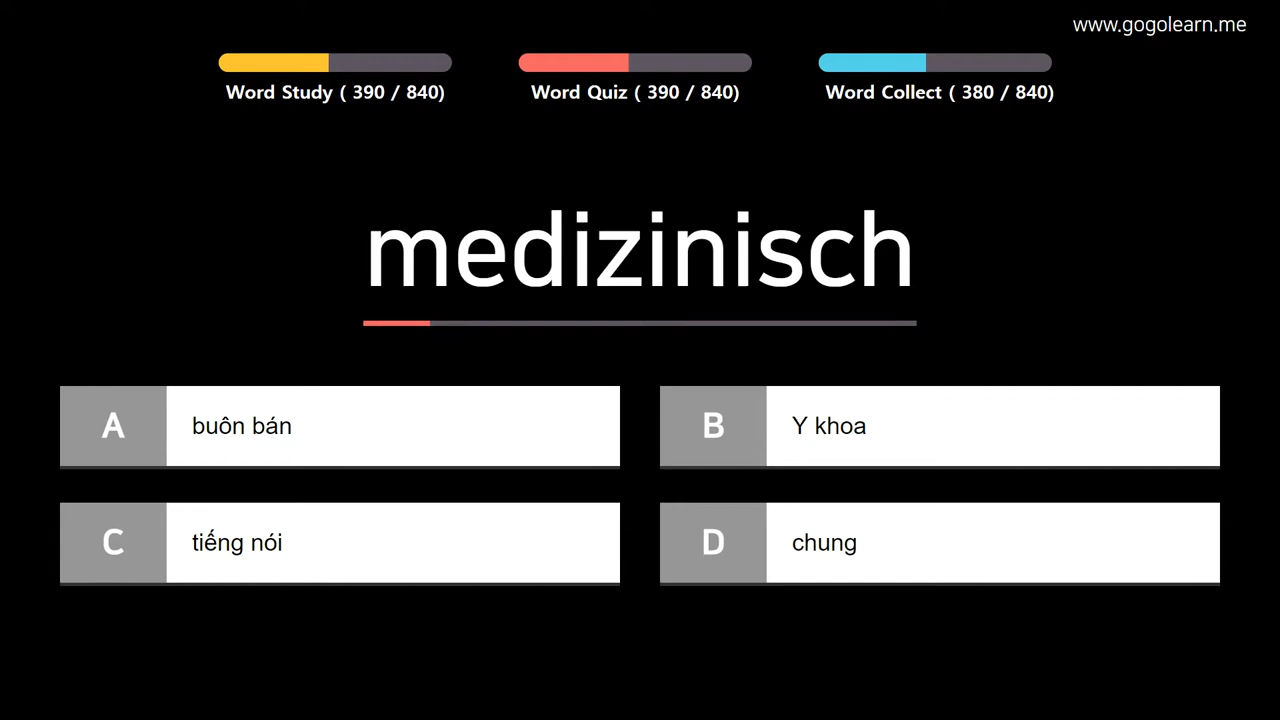 www.gogolearn.me
Word Study ( 390 / 840)
Word Quiz ( 390 / 840)
Word Collect ( 380 / 840)
medizinisch
A buôn bán
B Y khoa
C tiếng nói
D chung